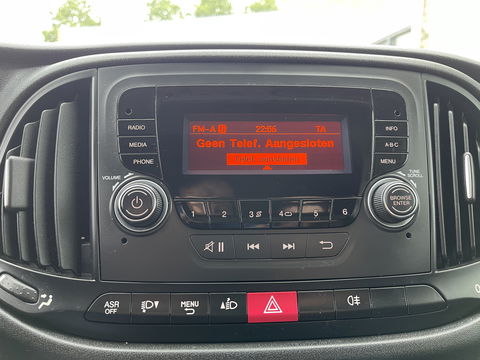 FM-A 22:55 TA
Geen Telef. Aangesloten
RADIO
MEDIA
PHONE
INFO
A-B-C
MENU
VOLUME
TUNE
SCROLL
BROWSE
ENTER
1 2 3 4 5 6
ASR
OFF
MENU